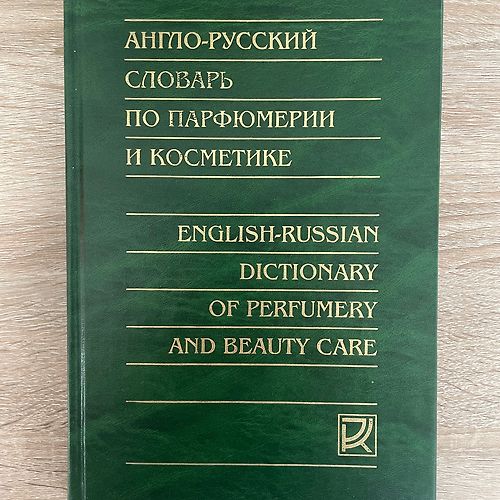 АНГЛО-РУССКИЙ
СЛОВАРЬ
ПО ПАРФЮМЕРИИ
И КОСМЕТИКЕ
ENGLISH-RUSSIAN
DICTIONARY
OF PERFUMERY
AND BEAUTY CARE